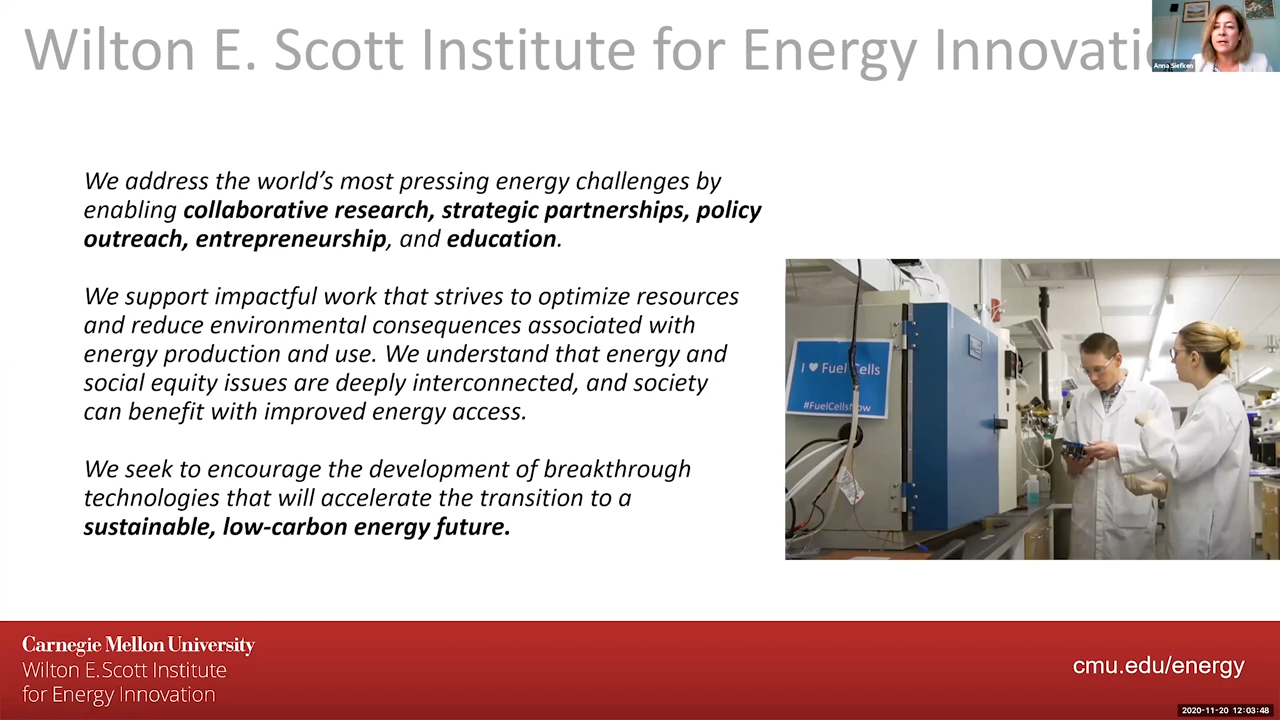 Wilton E. Scott Institute for Energy Innovati
Anna Siefken
We address the world's most pressing energy challenges by
enabling collaborative research, strategic partnerships, policy
outreach, entrepreneurship, and education.
We support impactful work that strives to optimize resources
and reduce environmental consequences associated with
energy production and use. We understand that energy and
social equity issues are deeply interconnected, and society
can benefit with improved energy access.
We seek to encourage the development of breakthrough
technologies that will accelerate the transition to a
sustainable, low-carbon energy future.
I ♥ Fuel Cells
#FuelCellsNow
Carnegie Mellon University
Wilton E. Scott Institute
for Energy Innovation
cmu.edu/energy
2020-11-20 12:03:48